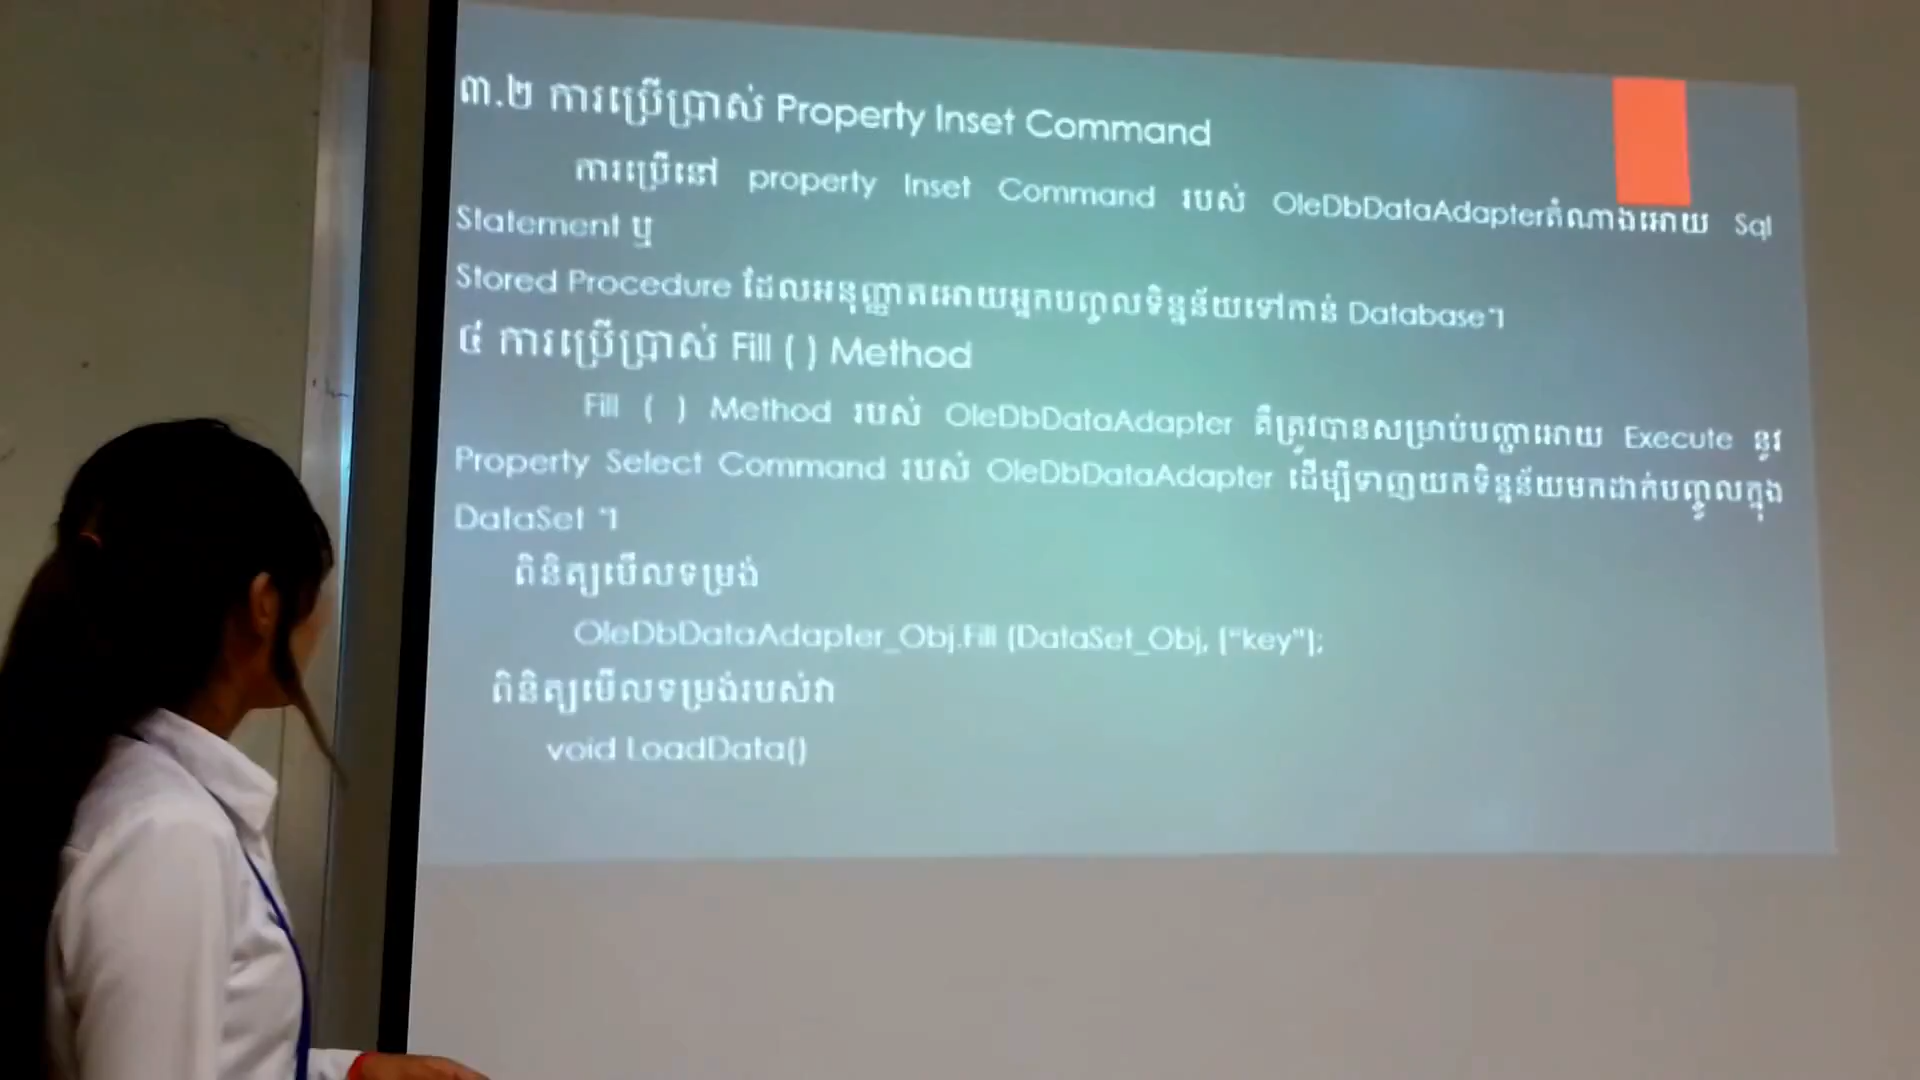 ៣.២ ការប្រើប្រាស់ Property Inset Command
ការប្រើនៅ property Inset Command របស់ OleDbDataAdapterតំណាងអោយ Sql
Statement ឬ
Stored Procedure ដែលអនុញ្ញាតអោយអ្នកបញ្ចូលទិន្នន័យទៅកាន់ Database។
៤ ការប្រើប្រាស់ Fill ( ) Method
Fill ( ) Method របស់ OleDbDataAdapter គឺត្រូវបានសម្រាប់បញ្ជាអោយ Execute នូវ
Property Select Command របស់ OleDbDataAdapter ដើម្បីទាញយកទិន្នន័យមកដាក់បញ្ចូលក្នុង
DataSet ។
ពិនិត្យមើលទម្រង់
OleDbDataAdapter_Obj.Fill (DataSet_Obj, ["key"];
ពិនិត្យមើលទម្រង់របស់វា
void LoadData()